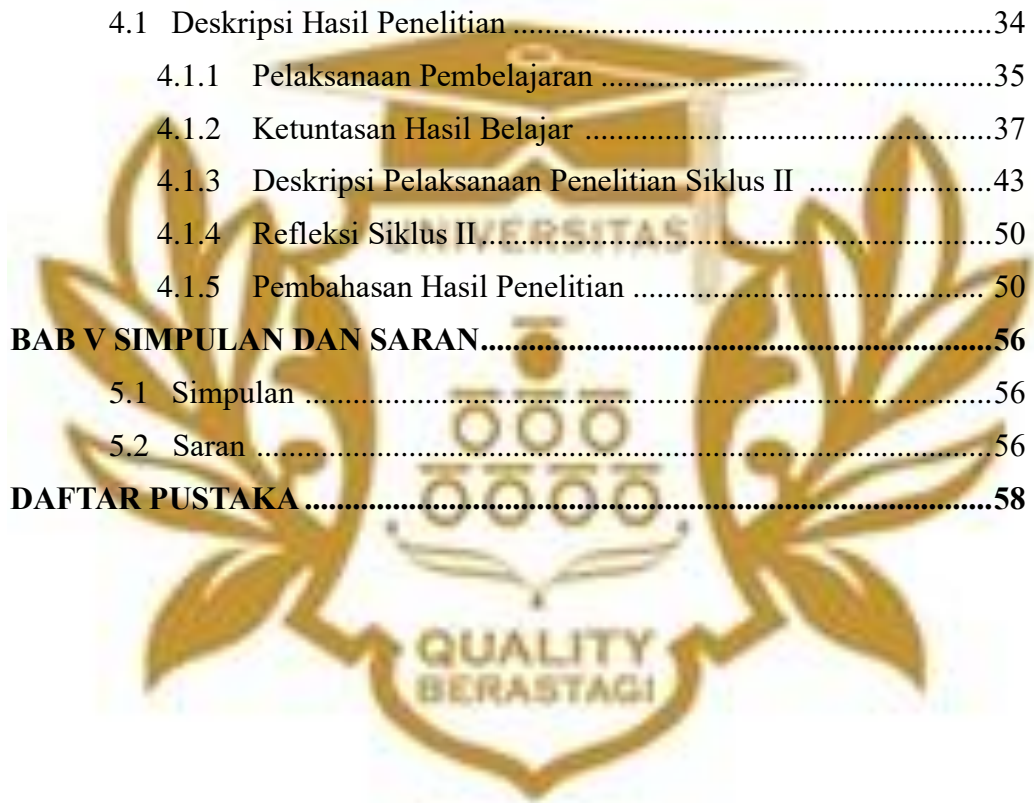 4.1 Deskripsi Hasil Penelitian ........................................................34
4.1.1 Pelaksanaan Pembelajaran ............................................35
4.1.2 Ketuntasan Hasil Belajar ..............................................37
4.1.3 Deskripsi Pelaksanaan Penelitian Siklus II ..................43
4.1.4 Refleksi Siklus II..........................................................50
4.1.5 Pembahasan Hasil Penelitian ........................................ 50
BAB V SIMPULAN DAN SARAN...........................................................56
5.1 Simpulan ..................................................................................56
5.2 Saran ........................................................................................56
DAFTAR PUSTAKA ...............................................................................58
UNIVERSITAS
QUALITY
BERASTAGI